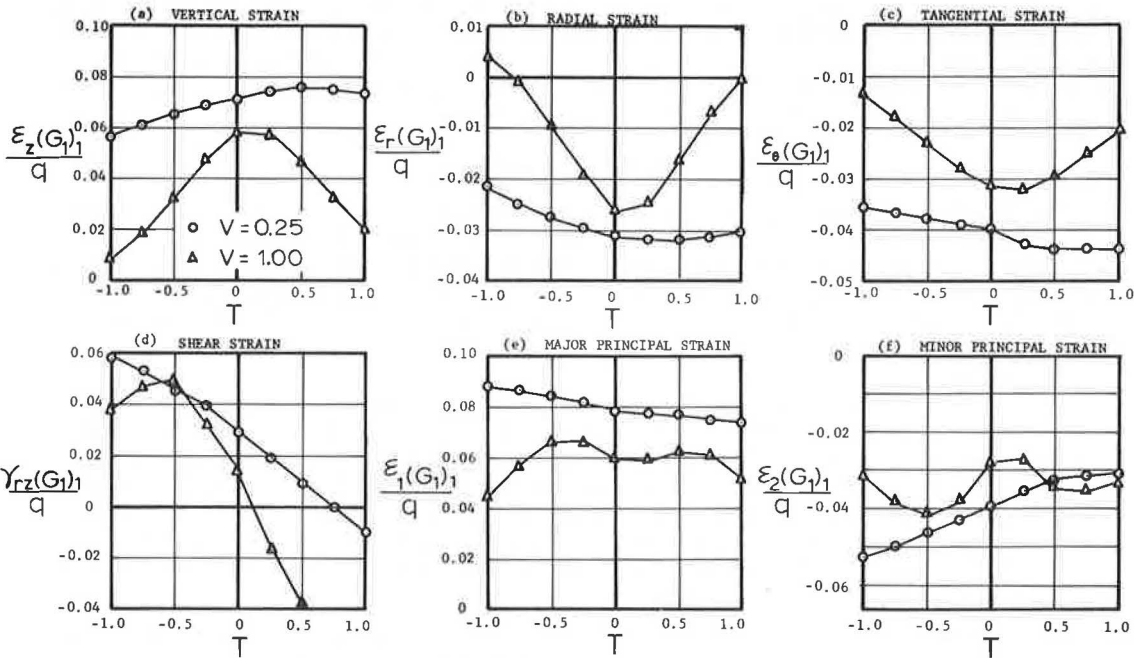 (a) VERTICAL STRAIN
0.10
0.08
0.06
0.04
0.02
0
εz(G1)1
q
○ V = 0.25
△ V = 1.00
-1.0 -0.5 0 0.5 1.0
T
(b) RADIAL STRAIN
0.01
0
-0.01
-0.02
-0.03
-0.04
εr(G1)1
q
-1.0 -0.5 0 0.5 1.0
T
(c) TANGENTIAL STRAIN
0
-0.01
-0.02
-0.03
-0.04
-0.05
εθ(G1)1
q
-1.0 -0.5 0 0.5 1.0
T
(d) SHEAR STRAIN
0.06
0.04
0.02
0
-0.02
-0.04
γrz(G1)1
q
-1.0 -0.5 0 0.5 1.0
T
(e) MAJOR PRINCIPAL STRAIN
0.10
0.08
0.06
0.04
0.02
0
ε1(G1)1
q
-1.0 -0.5 0 0.5 1.0
T
(f) MINOR PRINCIPAL STRAIN
0
-0.02
-0.04
-0.06
ε2(G1)1
q
-1.0 -0.5 0 0.5 1.0
T